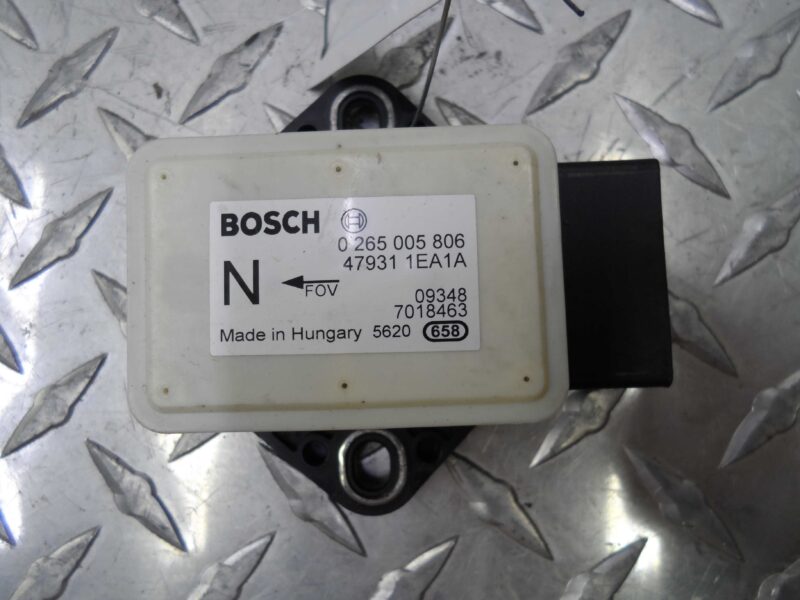 BOSCH
0 265 005 806
47931 1EA1A
N
FOV
09348
7018463
Made in Hungary 5620 658